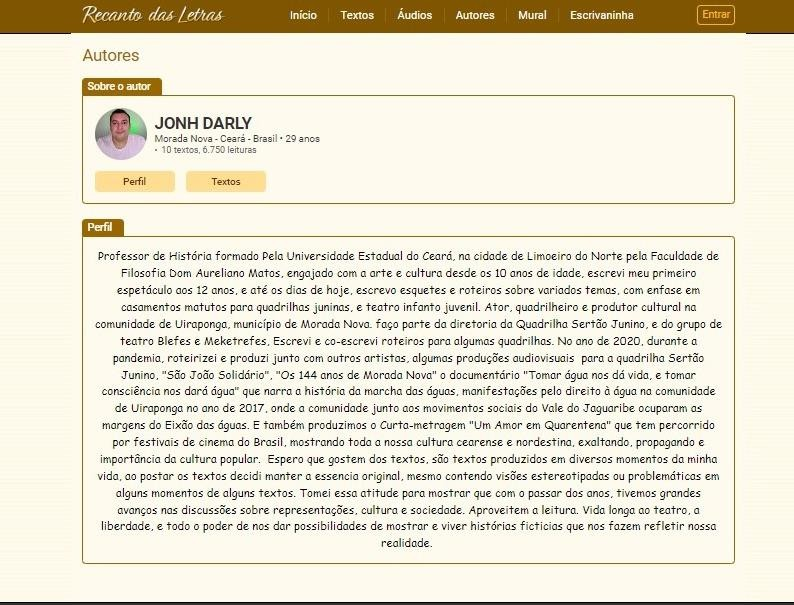 Recanto das Letras
Início Textos Áudios Autores Mural Escrivaninha Entrar
Autores
Sobre o autor
JONH DARLY
Morada Nova - Ceará - Brasil • 29 anos
• 10 textos, 6.750 leituras
Perfil Textos
Perfil
Professor de História formado Pela Universidade Estadual do Ceará, na cidade de Limoeiro do Norte pela Faculdade de
Filosofia Dom Aureliano Matos, engajado com a arte e cultura desde os 10 anos de idade, escrevi meu primeiro
espetáculo aos 12 anos, e até os dias de hoje, escrevo esquetes e roteiros sobre variados temas, com enfase em
casamentos matutos para quadrilhas juninas, e teatro infanto juvenil. Ator, quadrilheiro e produtor cultural na
comunidade de Uiraponga, município de Morada Nova. faço parte da diretoria da Quadrilha Sertão Junino, e do grupo de
teatro Blefes e Meketrefes, Escrevi e co-escrevi roteiros para algumas quadrilhas. No ano de 2020, durante a
pandemia, roteirizei e produzi junto com outros artistas, algumas produções audiovisuais para a quadrilha Sertão
Junino, "São João Solidário", "Os 144 anos de Morada Nova" o documentário "Tomar água nos dá vida, e tomar
consciência nos dará água" que narra a história da marcha das águas, manifestações pelo direito à água na comunidade
de Uiraponga no ano de 2017, onde a comunidade junto aos movimentos sociais do Vale do Jaguaribe ocuparam as
margens do Eixão das águas. E também produzimos o Curta-metragem "Um Amor em Quarentena" que tem percorrido
por festivais de cinema do Brasil, mostrando toda a nossa cultura cearense e nordestina, exaltando, propagando e
importância da cultura popular. Espero que gostem dos textos, são textos produzidos em diversos momentos da minha
vida, ao postar os textos decidi manter a essencia original, mesmo contendo visões estereotipadas ou problemáticas em
alguns momentos de alguns textos. Tomei essa atitude para mostrar que com o passar dos anos, tivemos grandes
avanços nas discussões sobre representações, cultura e sociedade. Aproveitem a leitura. Vida longa ao teatro, a
liberdade, e todo o poder de nos dar possibilidades de mostrar e viver histórias ficticias que nos fazem refletir nossa
realidade.